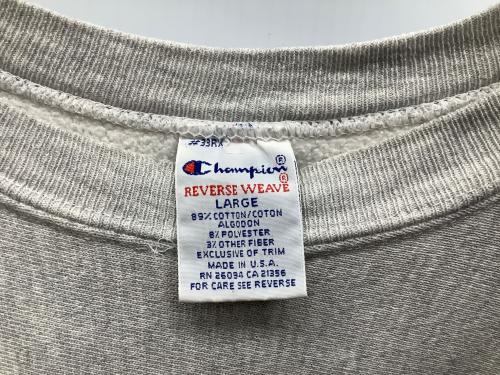 #33RX
Champion®
REVERSE WEAVE®
LARGE
89% COTTON/COTON
ALGODON
8% POLYESTER
3% OTHER FIBER
EXCLUSIVE OF TRIM
MADE IN U.S.A.
RN 26094 CA 21356
FOR CARE SEE REVERSE